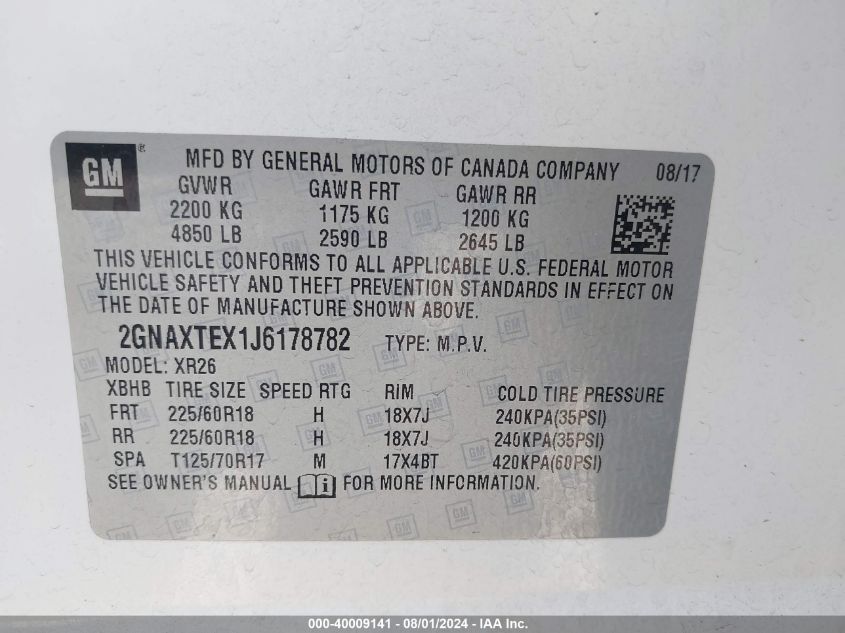 GM ® MFD BY GENERAL MOTORS OF CANADA COMPANY 08/17
GVWR GAWR FRT GAWR RR
2200 KG 1175 KG 1200 KG
4850 LB 2590 LB 2645 LB
THIS VEHICLE CONFORMS TO ALL APPLICABLE U.S. FEDERAL MOTOR
VEHICLE SAFETY AND THEFT PREVENTION STANDARDS IN EFFECT ON
THE DATE OF MANUFACTURE SHOWN ABOVE.
2GNAXTEX1J6178782 TYPE: M.P.V.
MODEL: XR26
XBHB TIRE SIZE SPEED RTG RIM COLD TIRE PRESSURE
FRT 225/60R18 H 18X7J 240KPA(35PSI)
RR 225/60R18 H 18X7J 240KPA(35PSI)
SPA T125/70R17 M 17X4BT 420KPA(60PSI)
SEE OWNER'S MANUAL i FOR MORE INFORMATION.
000-40009141 - 08/01/2024 - IAA Inc.